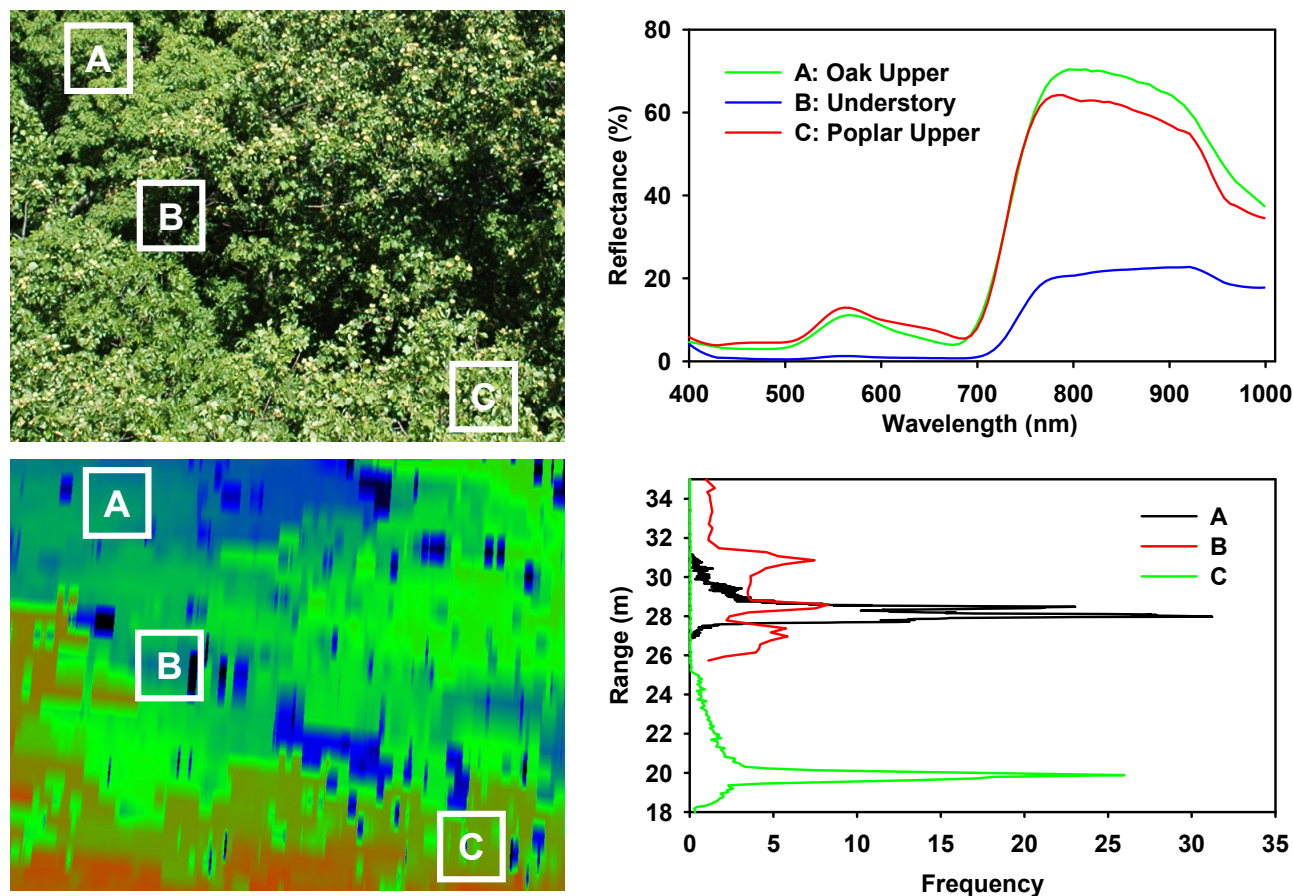 A
B
C
80
60
40
20
0
Reflectance (%)
A: Oak Upper
B: Understory
C: Poplar Upper
400 500 600 700 800 900 1000
Wavelength (nm)
A
B
C
34
32
30
28
26
24
22
20
18
Range (m)
A
B
C
0 5 10 15 20 25 30 35
Frequency